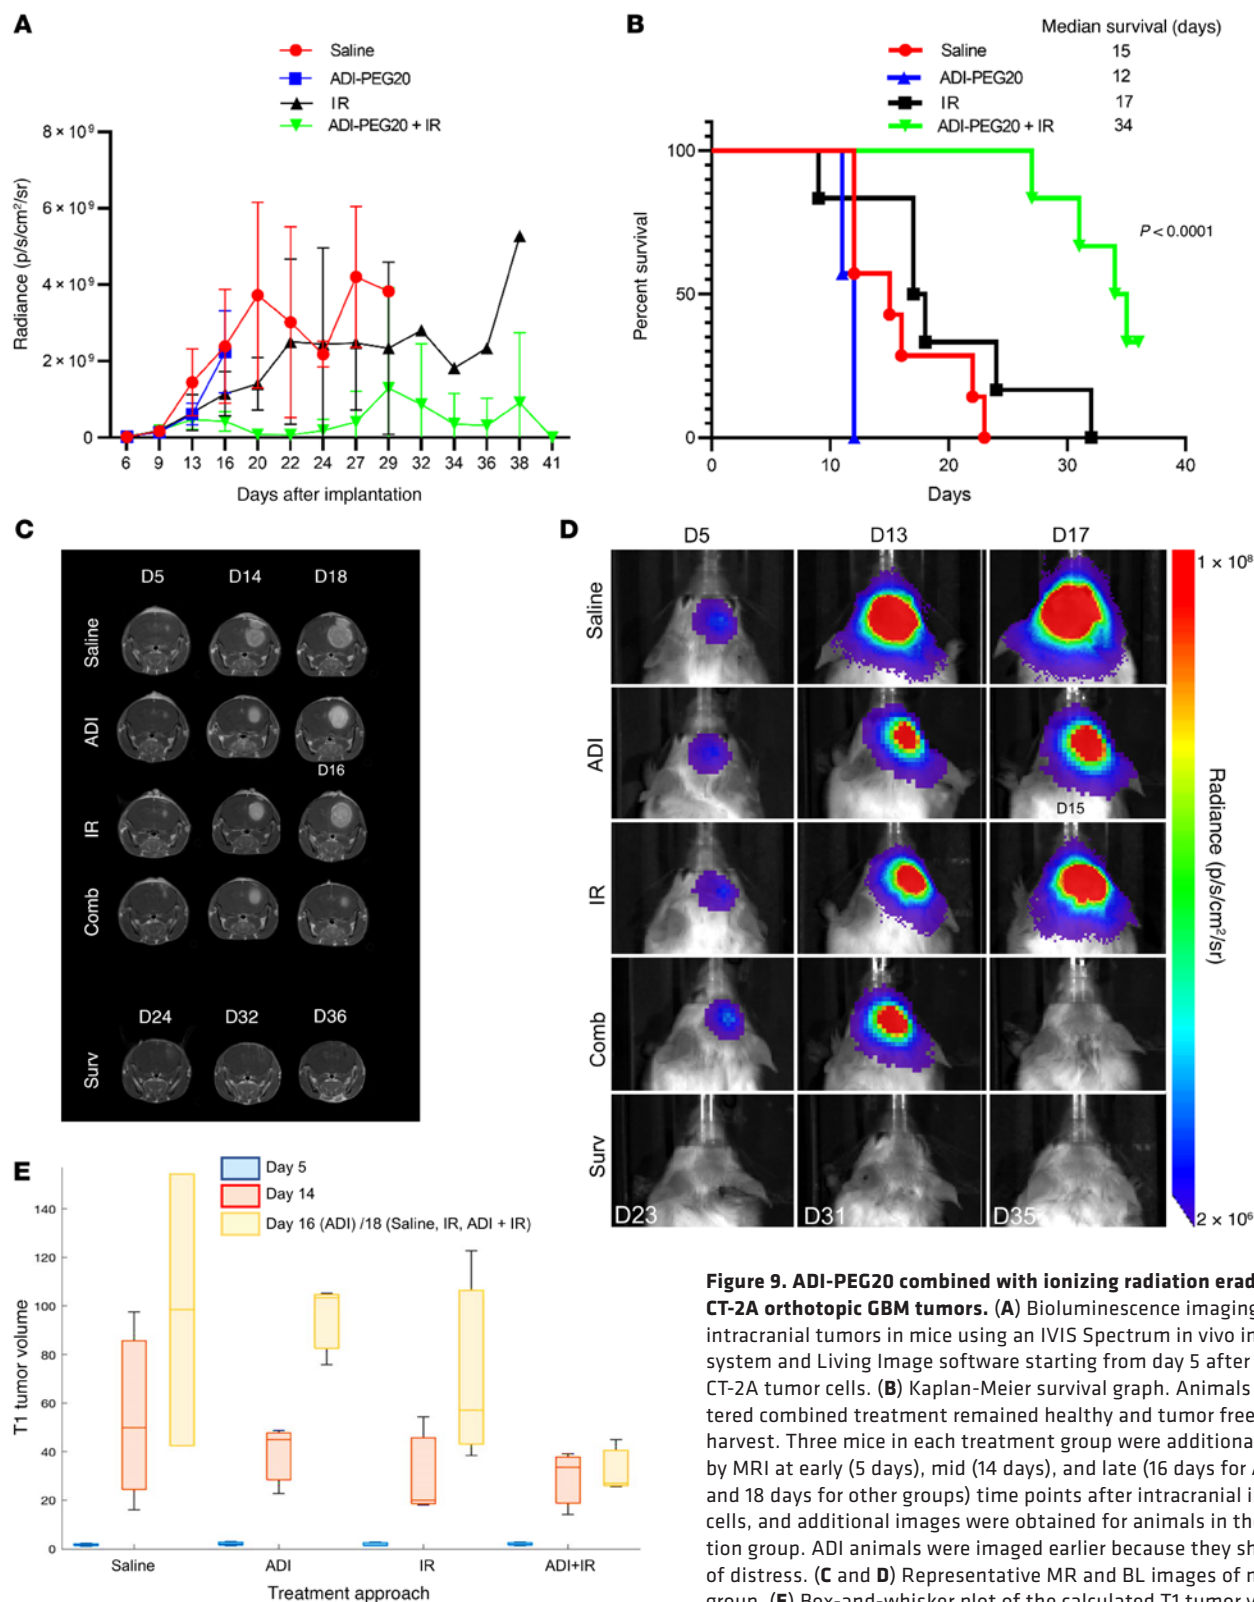 A
Saline
ADI-PEG20
IR
ADI-PEG20 + IR
Radiance (p/s/cm²/sr)
8 × 10⁹
6 × 10⁹
4 × 10⁹
2 × 10⁹
0
6 9 13 16 20 22 24 27 29 32 34 36 38 41
Days after implantation
B
Median survival (days)
Saline 15
ADI-PEG20 12
IR 17
ADI-PEG20 + IR 34
Percent survival
100
50
0
P < 0.0001
0 10 20 30 40
Days
C
D5 D14 D18
Saline
ADI
D16
IR
Comb
D24 D32 D36
Surv
D
D5 D13 D17
Saline
ADI
D15
IR
Comb
Surv
D23 D31 D35
1 × 10⁸
Radiance (p/s/cm²/sr)
2 × 10⁶
E
Day 5
Day 14
Day 16 (ADI) /18 (Saline, IR, ADI + IR)
T1 tumor volume
140
120
100
80
60
40
20
0
Saline ADI IR ADI+IR
Treatment approach
Figure 9. ADI-PEG20 combined with ionizing radiation erad
CT-2A orthotopic GBM tumors. (A) Bioluminescence imaging
intracranial tumors in mice using an IVIS Spectrum in vivo in
system and Living Image software starting from day 5 after
CT-2A tumor cells. (B) Kaplan-Meier survival graph. Animals
tered combined treatment remained healthy and tumor free
harvest. Three mice in each treatment group were additiona
by MRI at early (5 days), mid (14 days), and late (16 days for A
and 18 days for other groups) time points after intracranial i
cells, and additional images were obtained for animals in th
tion group. ADI animals were imaged earlier because they sh
of distress. (C and D) Representative MR and BL images of
group. (E) Box-and-whisker plot of the calculated T1 tumor v